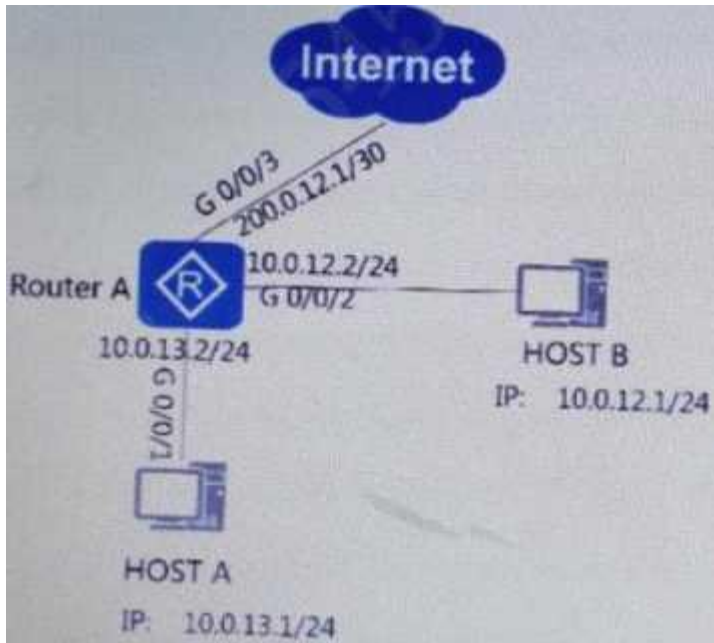 Internet
G 0/0/3
200.0.12.1/30
Router A
R
10.0.12.2/24
G 0/0/2
10.0.13.2/24
G 0/0/1
HOST B
IP: 10.0.12.1/24
HOST A
IP: 10.0.13.1/24